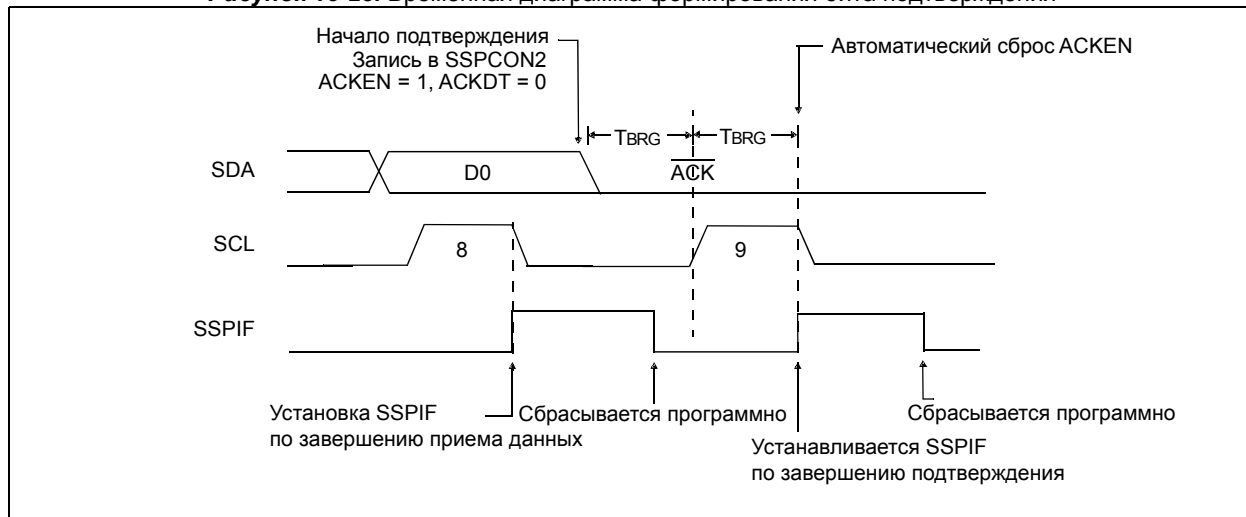 Начало подтверждения
Запись в SSPCON2
ACKEN = 1, ACKDT = 0
Автоматический сброс ACKEN
TBRG
TBRG
SDA
D0
ACK
SCL
8
9
SSPIF
Установка SSPIF
по завершению приема данных
Сбрасывается программно
Устанавливается SSPIF
по завершению подтверждения
Сбрасывается программно